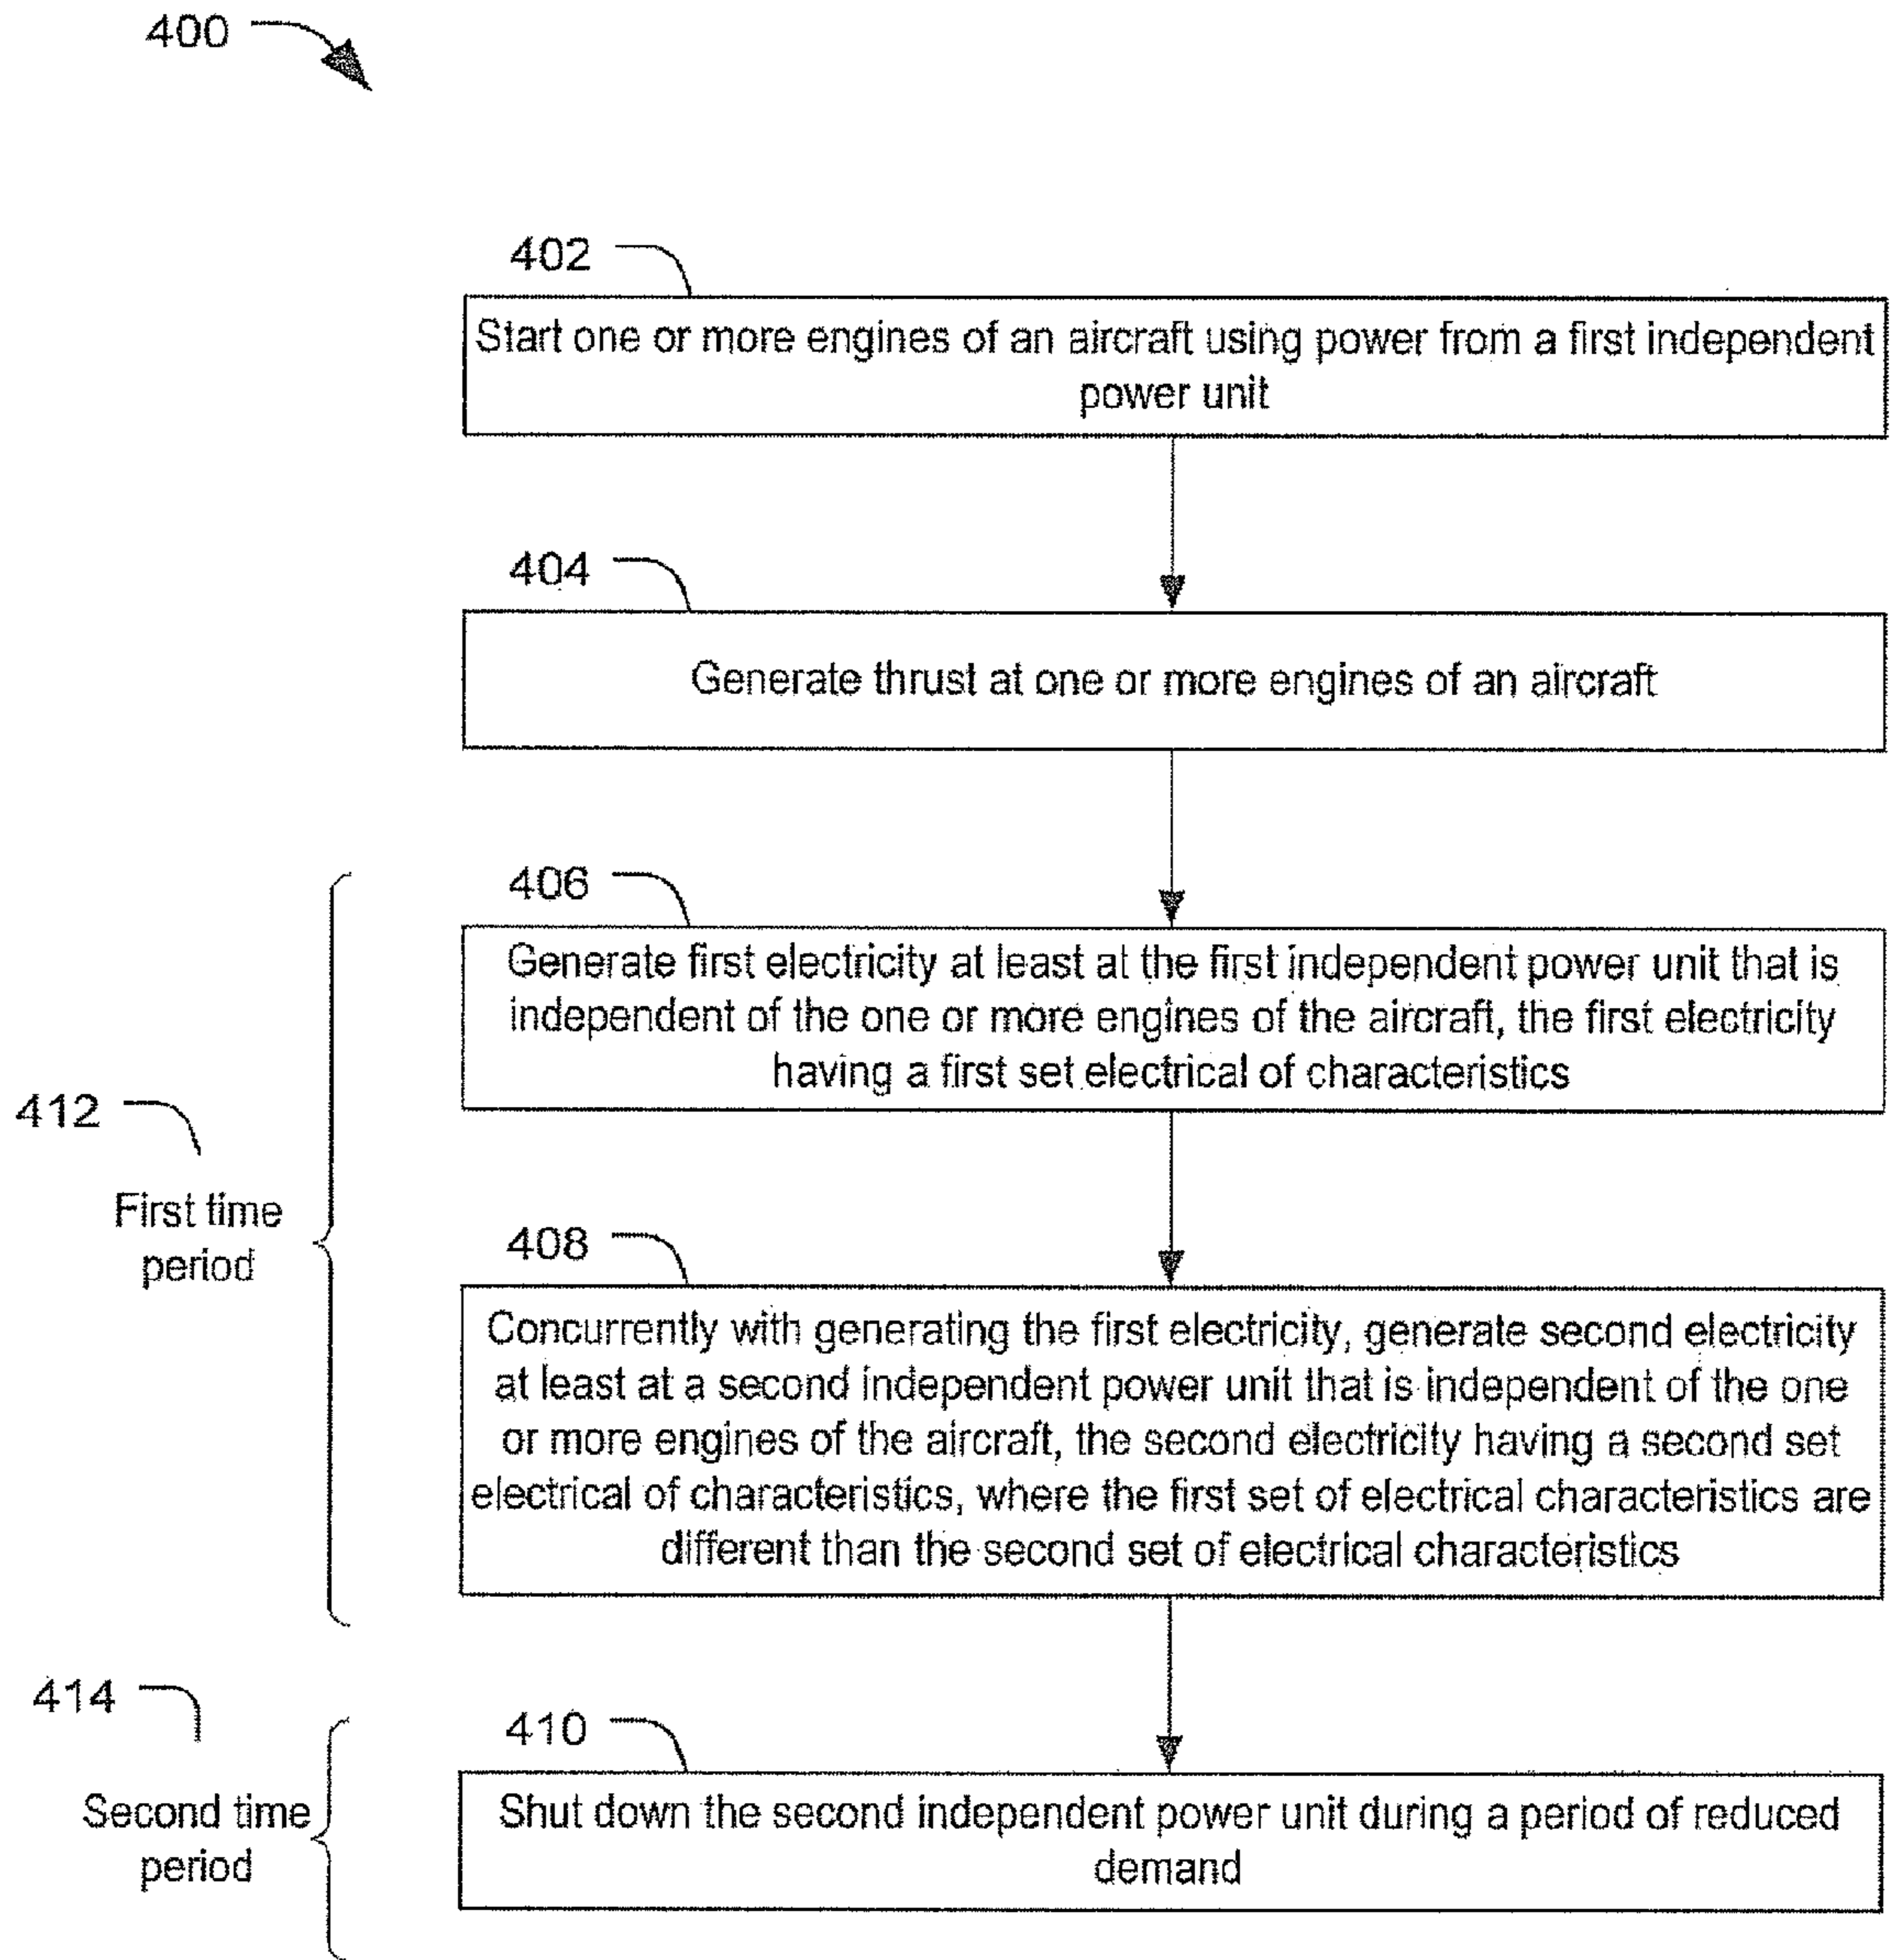 400
402
Start one or more engines of an aircraft using power from a first independent
power unit
404
Generate thrust at one or more engines of an aircraft
406
Generate first electricity at least at the first independent power unit that is
independent of the one or more engines of the aircraft, the first electricity
having a first set electrical of characteristics
412
First time
period
408
Concurrently with generating the first electricity, generate second electricity
at least at a second independent power unit that is independent of the one
or more engines of the aircraft, the second electricity having a second set
electrical of characteristics, where the first set of electrical characteristics are
different than the second set of electrical characteristics
414
Second time
period
410
Shut down the second independent power unit during a period of reduced
demand